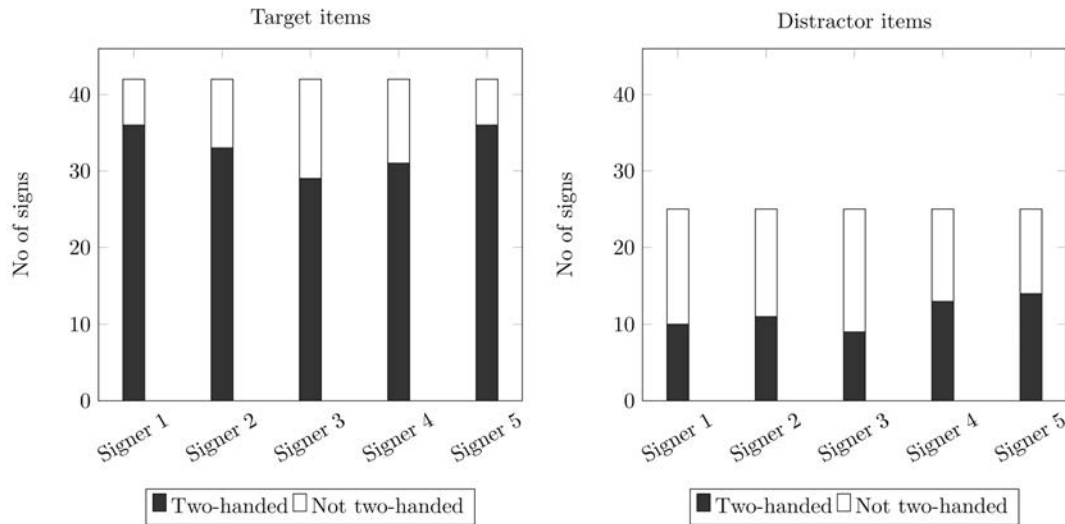 Target items
No of signs
40
30
20
10
0
Signer 1
Signer 2
Signer 3
Signer 4
Signer 5
Two-handed Not two-handed
Distractor items
No of signs
40
30
20
10
0
Signer 1
Signer 2
Signer 3
Signer 4
Signer 5
Two-handed Not two-handed